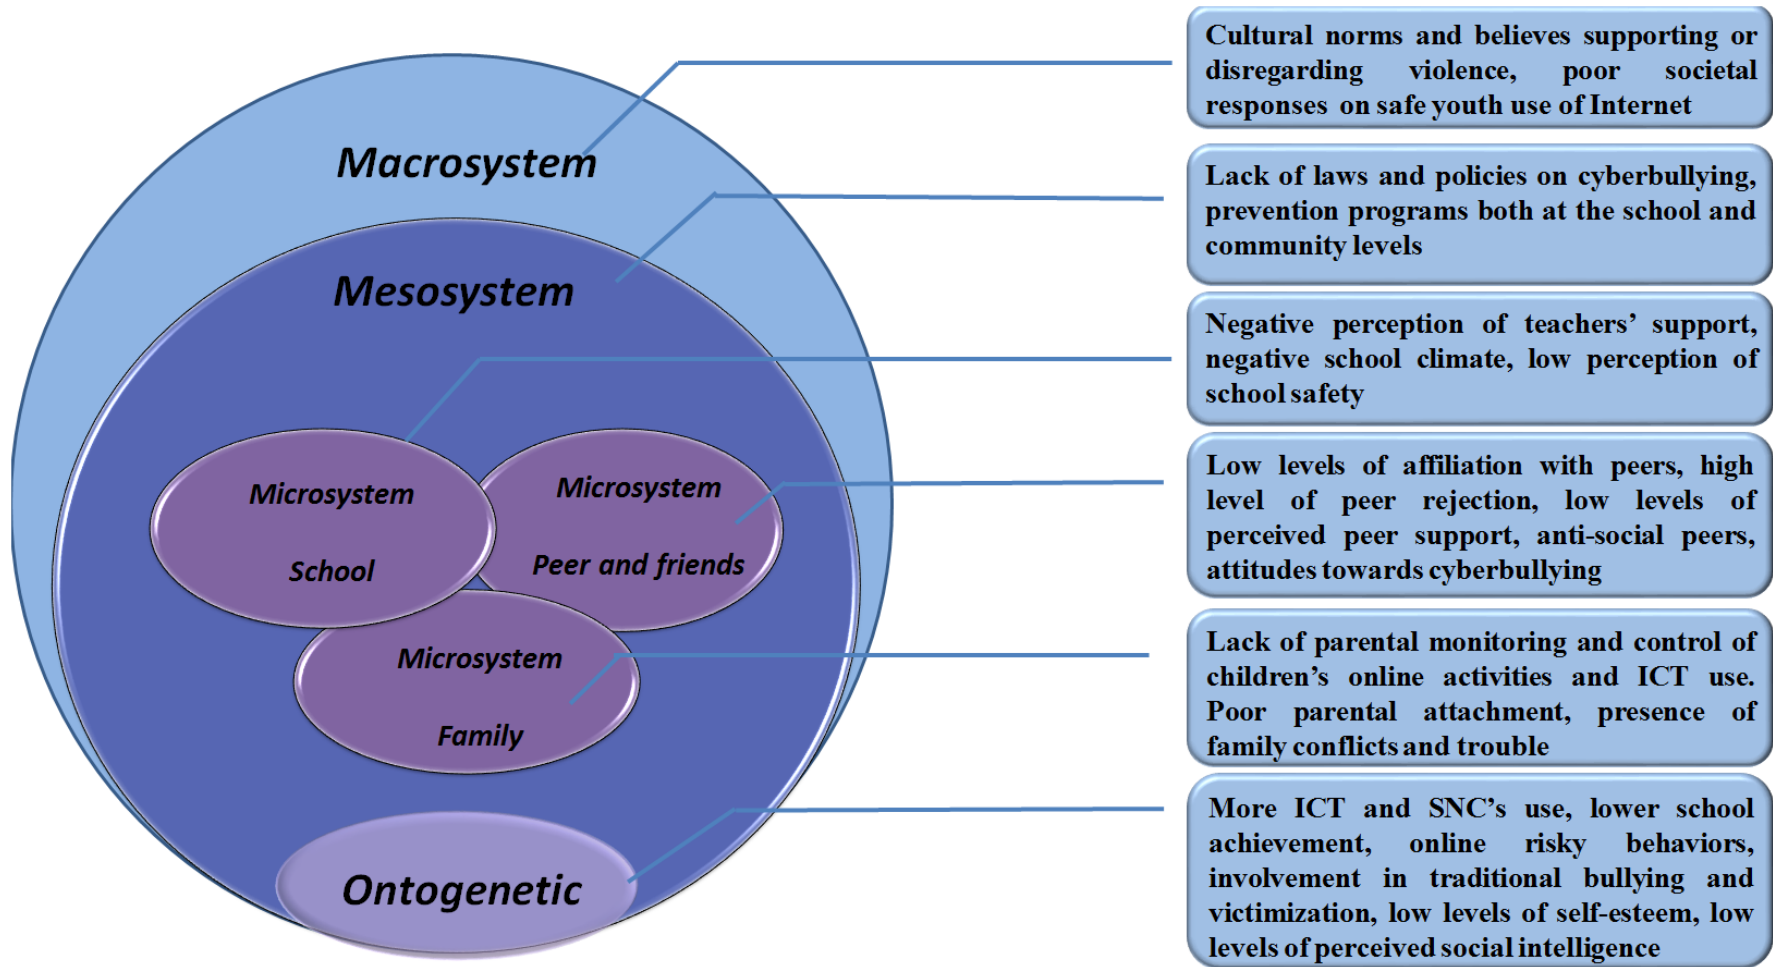 Macrosystem
Mesosystem
Microsystem
School
Microsystem
Peer and friends
Microsystem
Family
Ontogenetic
Cultural norms and believes supporting or
disregarding violence, poor societal
responses on safe youth use of Internet
Lack of laws and policies on cyberbullying,
prevention programs both at the school and
community levels
Negative perception of teachers’ support,
negative school climate, low perception of
school safety
Low levels of affiliation with peers, high
level of peer rejection, low levels of
perceived peer support, anti-social peers,
attitudes towards cyberbullying
Lack of parental monitoring and control of
children’s online activities and ICT use.
Poor parental attachment, presence of
family conflicts and trouble
More ICT and SNC’s use, lower school
achievement, online risky behaviors,
involvement in traditional bullying and
victimization, low levels of self-esteem, low
levels of perceived social intelligence